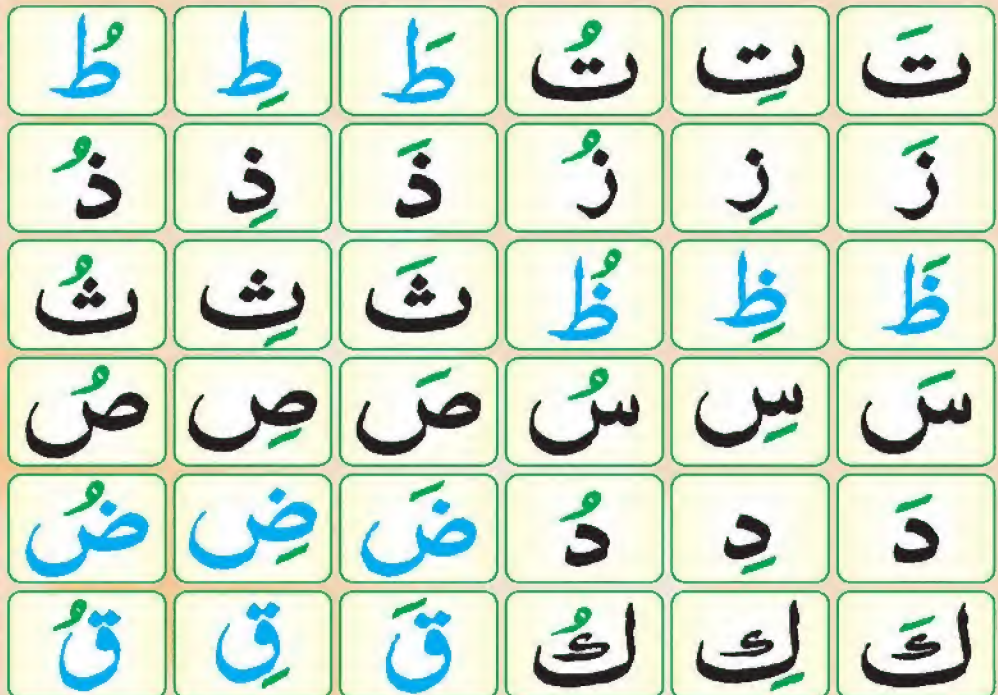 تَ تِ تُ طَ طِ طُ
زَ زِ زُ ذَ ذِ ذُ
ظَ ظِ ظُ ثَ ثِ ثُ
سَ سِ سُ صَ صِ صُ
دَ دِ دُ ضَ ضِ ضُ
كَ كِ كُ قَ قِ قُ